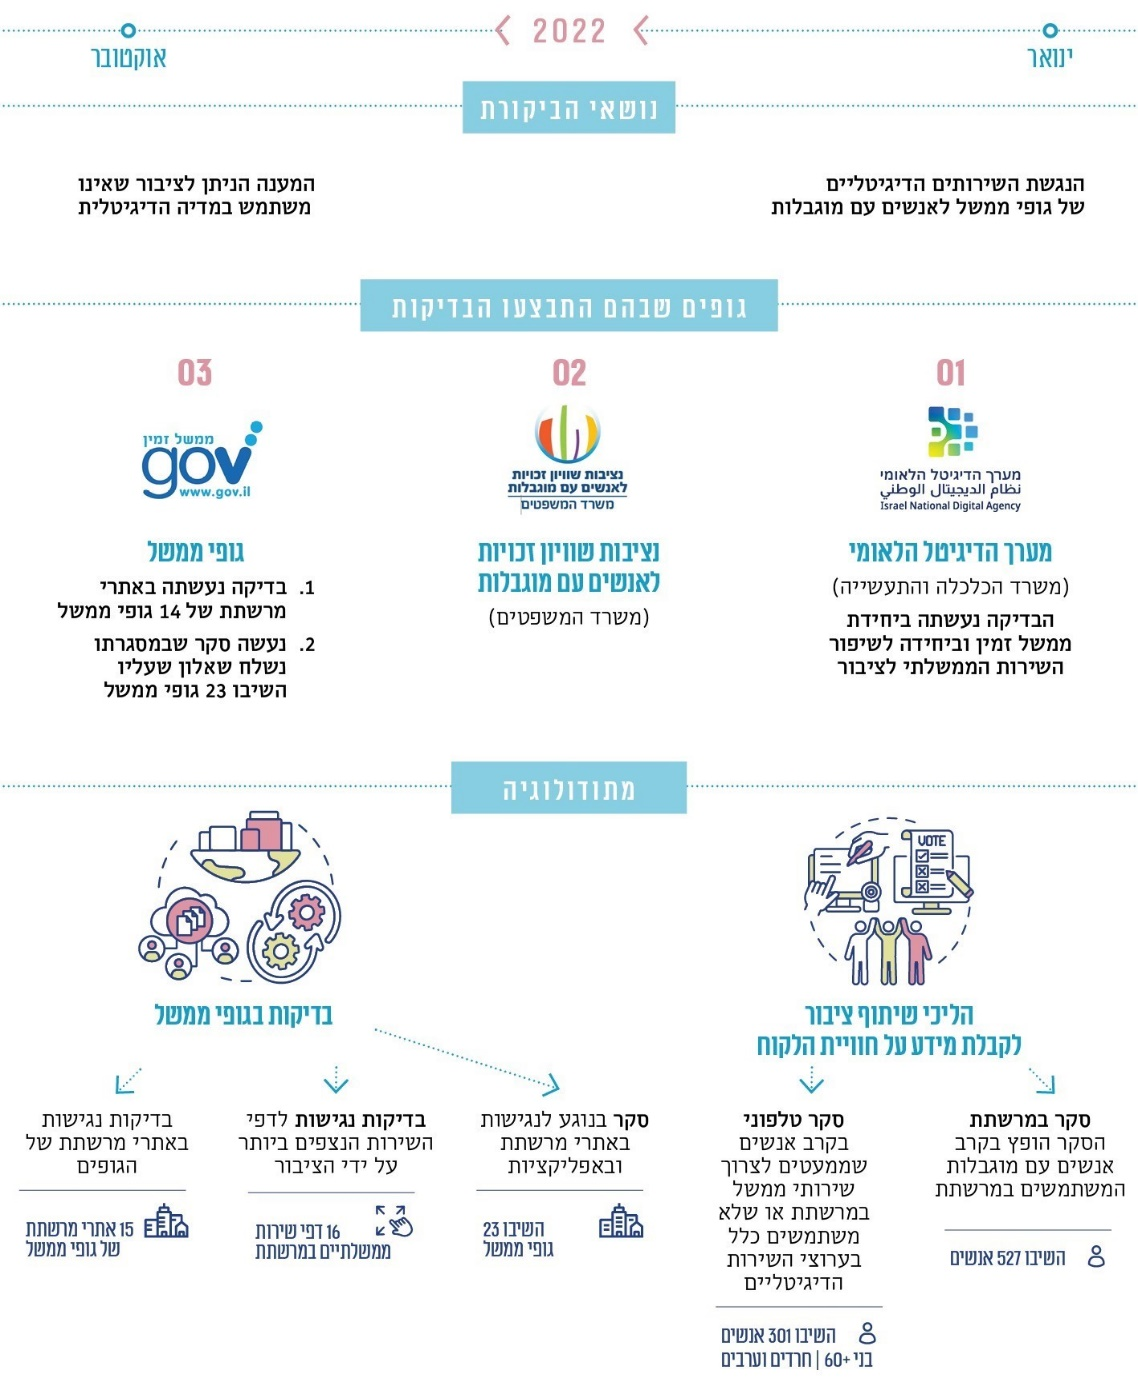 ינואר
2022
אוקטובר
נושאי הביקורת
הנגשת השירותים הדיגיטליים
של גופי ממשל לאנשים עם מוגבלות
המענה הניתן לציבור שאינו
משתמש במדיה הדיגיטלית
גופים שבהם התבצעו הבדיקות
01
מערך הדיגיטל הלאומי
نظام الديجيتال الوطني
Israel National Digital Agency
מערך הדיגיטל הלאומי
(משרד הכלכלה והתעשייה)
הבדיקה נעשתה ביחידת
ממשל זמין וביחידה לשיפור
השירות הממשלתי לציבור
02
נציבות שוויון זכויות
לאנשים עם מוגבלות
משרד המשפטים
נציבות שוויון זכויות
לאנשים עם מוגבלות
(משרד המשפטים)
03
ממשל זמין
gov
www.gov.il
גופי ממשל
1. בדיקה נעשתה באתרי
מרשתת של 14 גופי ממשל
2. נעשה סקר שבמסגרתו
נשלח שאלון שעליו
השיבו 23 גופי ממשל
מתודולוגיה
VOTE
הליכי שיתוף ציבור
לקבלת מידע על חוויית הלקוח
סקר במרשתת
הסקר הופץ בקרב
אנשים עם מוגבלות
המשתמשים במרשתת
השיבו 527 אנשים
סקר טלפוני
בקרב אנשים
שממעטים לצרוך
שירותי ממשל
במרשתת או שלא
משתמשים כלל
בערוצי השירות
הדיגיטליים
השיבו 301 אנשים
בני +60 | חרדים וערבים
בדיקות בגופי ממשל
סקר בנוגע לנגישות
באתרי מרשתת
ובאפליקציות
השיבו 23
גופי ממשל
בדיקות נגישות לדפי
השירות הנצפים ביותר
על ידי הציבור
16 דפי שירות
ממשלתיים במרשתת
בדיקות נגישות
באתרי מרשתת של
הגופים
15 אתרי מרשתת
של גופי ממשל